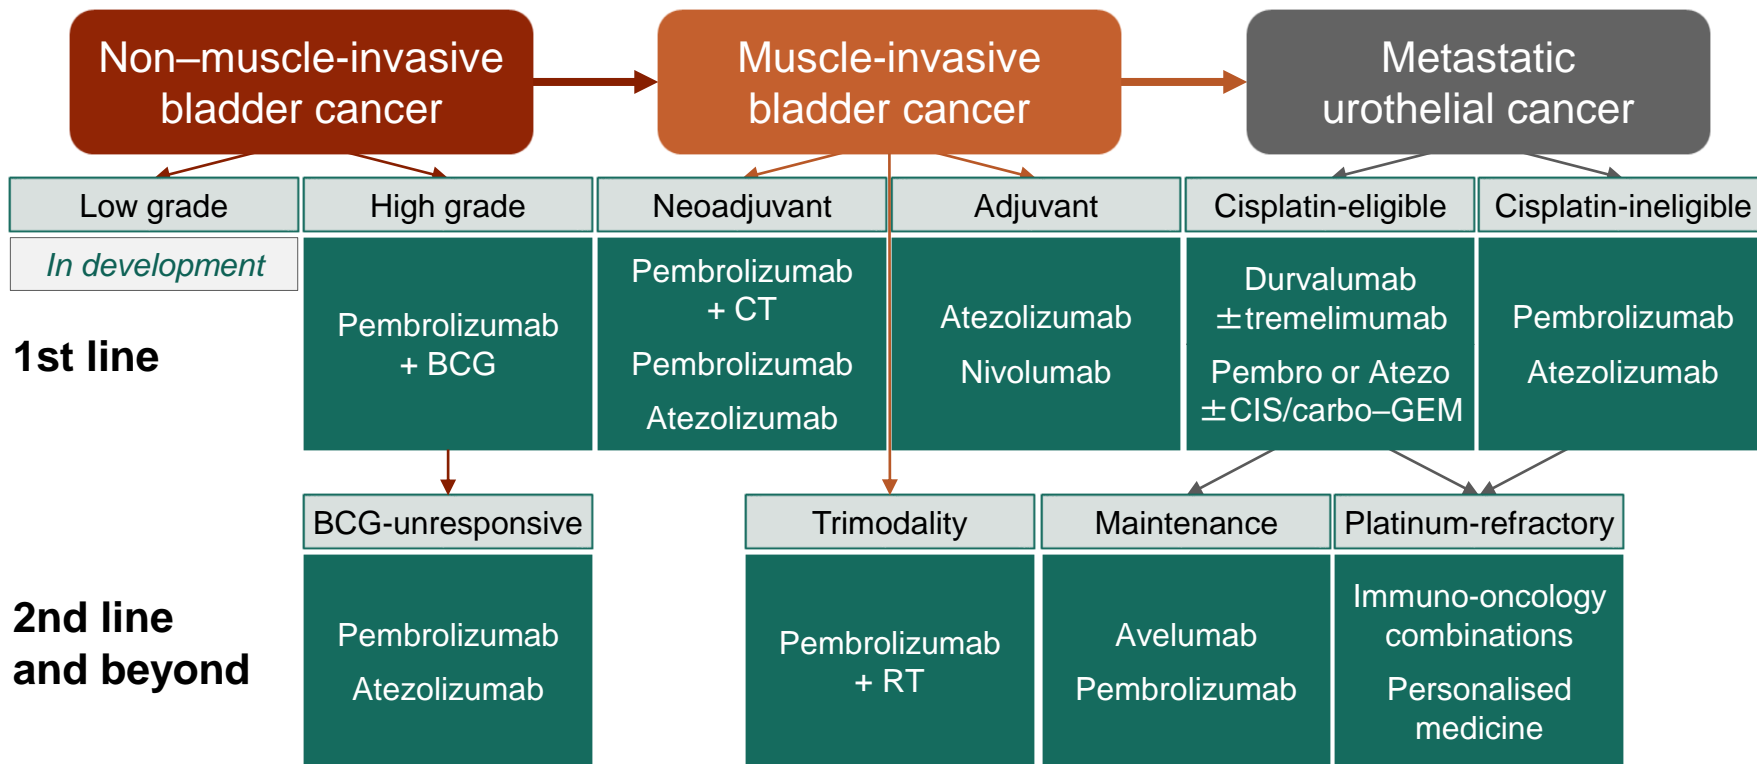 Non–muscle-invasive
bladder cancer
Muscle-invasive
bladder cancer
Metastatic
urothelial cancer
Low grade
High grade
Neoadjuvant
Adjuvant
Cisplatin-eligible
Cisplatin-ineligible
1st line
In development
Pembrolizumab
+ BCG
Pembrolizumab
+ CT
Pembrolizumab
Atezolizumab
Atezolizumab
Nivolumab
Durvalumab
±tremelimumab
Pembro or Atezo
±CIS/carbo–GEM
Pembrolizumab
Atezolizumab
BCG-unresponsive
Trimodality
Maintenance
Platinum-refractory
2nd line
and beyond
Pembrolizumab
Atezolizumab
Pembrolizumab
+ RT
Avelumab
Pembrolizumab
Immuno-oncology
combinations
Personalised
medicine